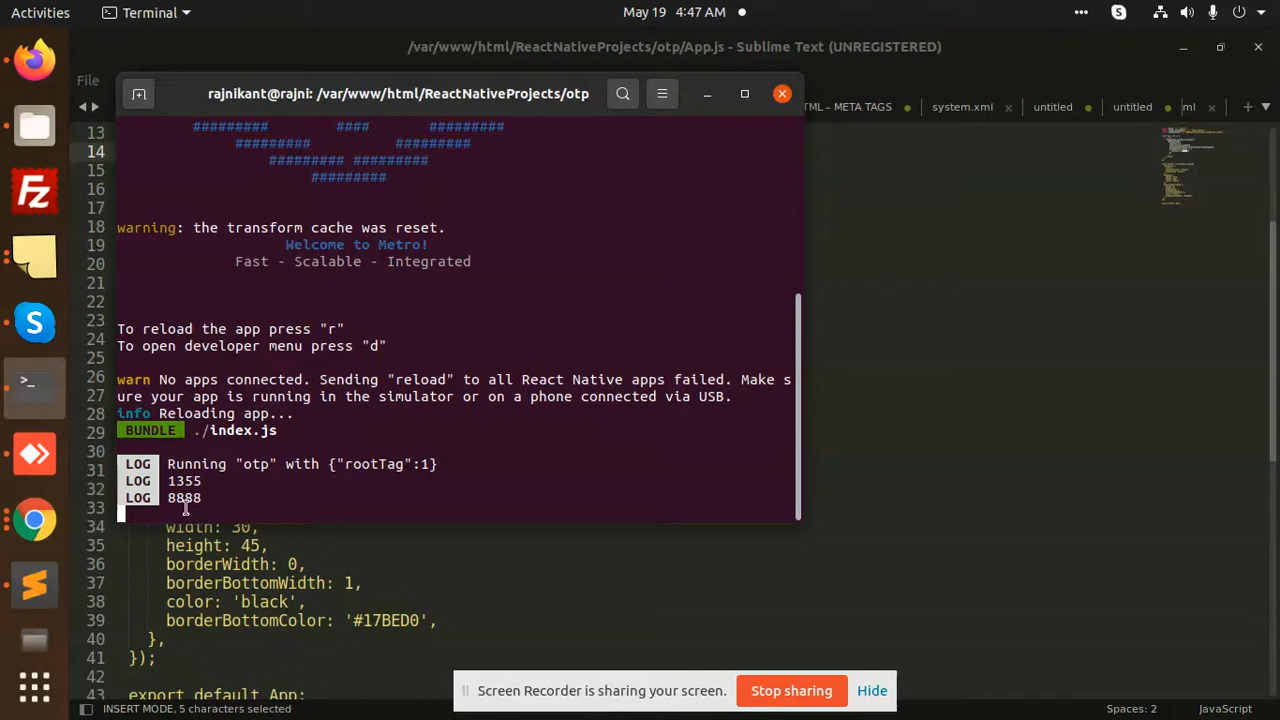 Activities
Terminal
May 19 4:47 AM
/var/www/html/ReactNativeProjects/otp/App.js - Sublime Text (UNREGISTERED)
File
rajnikant@rajni: /var/www/html/ReactNativeProjects/otp
TML - META TAGS
system.xml
untitled
untitled
ml
13
14
15
16
17
18
19
20
21
22
23
24
25
26
27
28
29
30
31
32
33
######### #### #########
######### #########
######### #########
#########
warning: the transform cache was reset.
Welcome to Metro!
Fast - Scalable - Integrated
To reload the app press "r"
To open developer menu press "d"
warn No apps connected. Sending "reload" to all React Native apps failed. Make s
ure your app is running in the simulator or on a phone connected via USB.
info Reloading app...
BUNDLE ./index.js
LOG Running "otp" with {"rootTag":1}
LOG 1355
LOG 8888
34 width: 30,
35 height: 45,
36 borderWidth: 0,
37 borderBottomWidth: 1,
38 color: 'black',
39 borderBottomColor: '#17BED0',
40 },
41 });
42
43 export default App;
Screen Recorder is sharing your screen.
Stop sharing
Hide
INSERT MODE, 5 characters selected
Spaces: 2
JavaScript